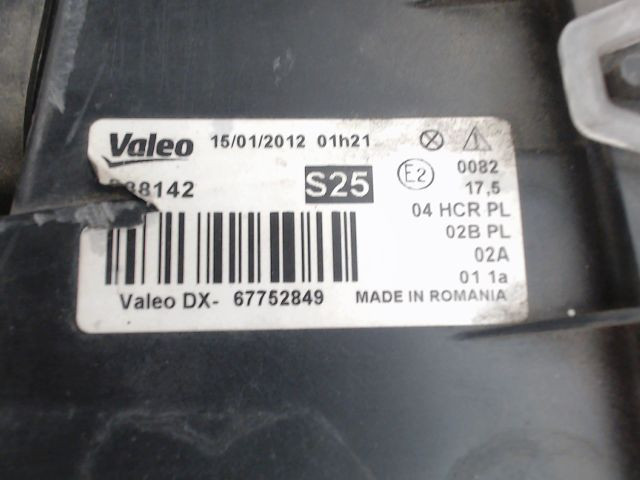 Valeo 15/01/2012 01h21
88142 S25 E2 0082
17,5
04 HCR PL
02B PL
02A
01 1a
Valeo DX- 67752849 MADE IN ROMANIA